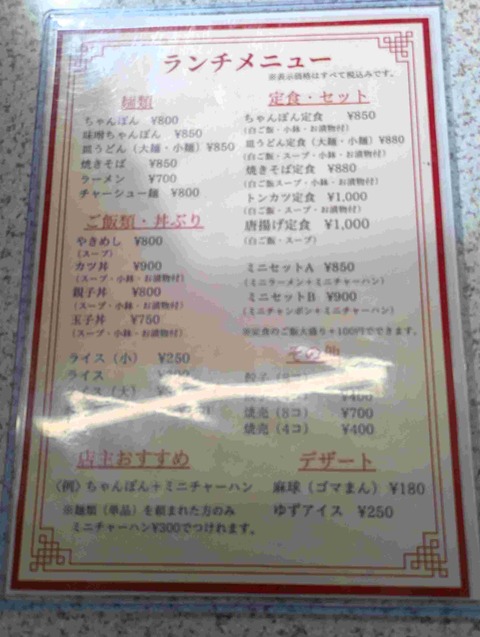 ランチメニュー
※表示価格はすべて税込みです。
麺類
ちゃんぽん ¥800
味噌ちゃんぽん ¥850
皿うどん（太麺・小麺）¥850
焼きそば ¥850
ラーメン ¥700
チャーシュー麺 ¥800
ご飯類・丼ぶり
やきめし ¥800
（スープ）
カツ丼 ¥900
（スープ・小鉢・お漬物付）
親子丼 ¥800
（スープ・小鉢・お漬物付）
玉子丼 ¥750
（スープ・小鉢・お漬物付）
ライス（小） ¥250
ライス
（大）
店主おすすめ
〈例〉ちゃんぽん＋ミニチャーハン
※麺類（単品）を頼まれた方のみ
ミニチャーハン¥300でつけれます。
定食・セット
ちゃんぽん定食 ¥850
（白ご飯・小鉢・お漬物付）
皿うどん定食（太麺・小麺）¥880
（白ご飯・スープ・小鉢・お漬物付）
焼きそば定食 ¥880
（白ご飯スープ・小鉢・お漬物付）
トンカツ定食 ¥1,000
（白ご飯・スープ・小鉢・お漬物付）
唐揚げ定食 ¥1,000
（白ご飯・スープ）
ミニセットA ¥850
（ミニラーメン＋ミニチャーハン）
ミニセットB ¥900
（ミニチャンポン＋ミニチャーハン）
※定食のご飯大盛り＋100円でできます。
その他
餃子
¥400
焼売（8コ） ¥700
焼売（4コ） ¥400
デザート
麻球（ゴマまん） ¥180
ゆずアイス ¥250